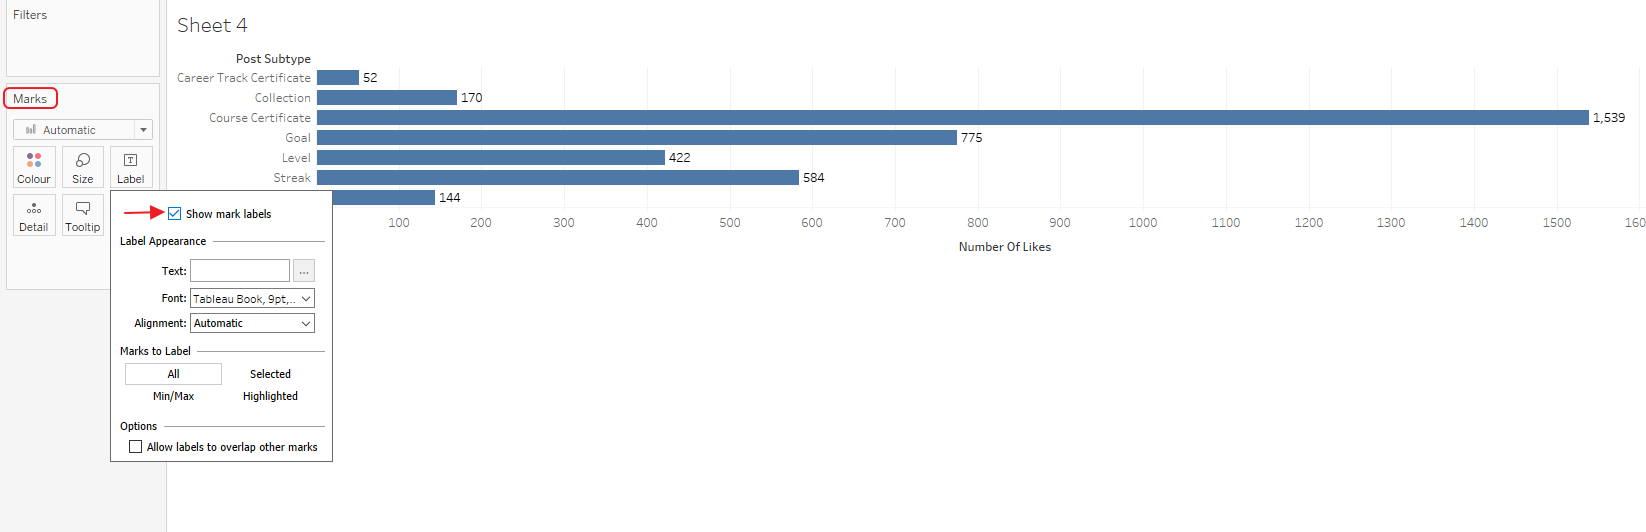 Filters
Marks
Automatic
Colour
Size
Label
Detail
Tooltip
Show mark labels
Label Appearance
Text:
...
Font: Tableau Book, 9pt,..
Alignment: Automatic
Marks to Label
All
Selected
Min/Max
Highlighted
Options
Allow labels to overlap other marks
Sheet 4
Post Subtype
Career Track Certificate 52
Collection 170
Course Certificate 1,539
Goal 775
Level 422
Streak 584
144
100 200 300 400 500 600 700 800 900 1000 1100 1200 1300 1400 1500 160
Number Of Likes